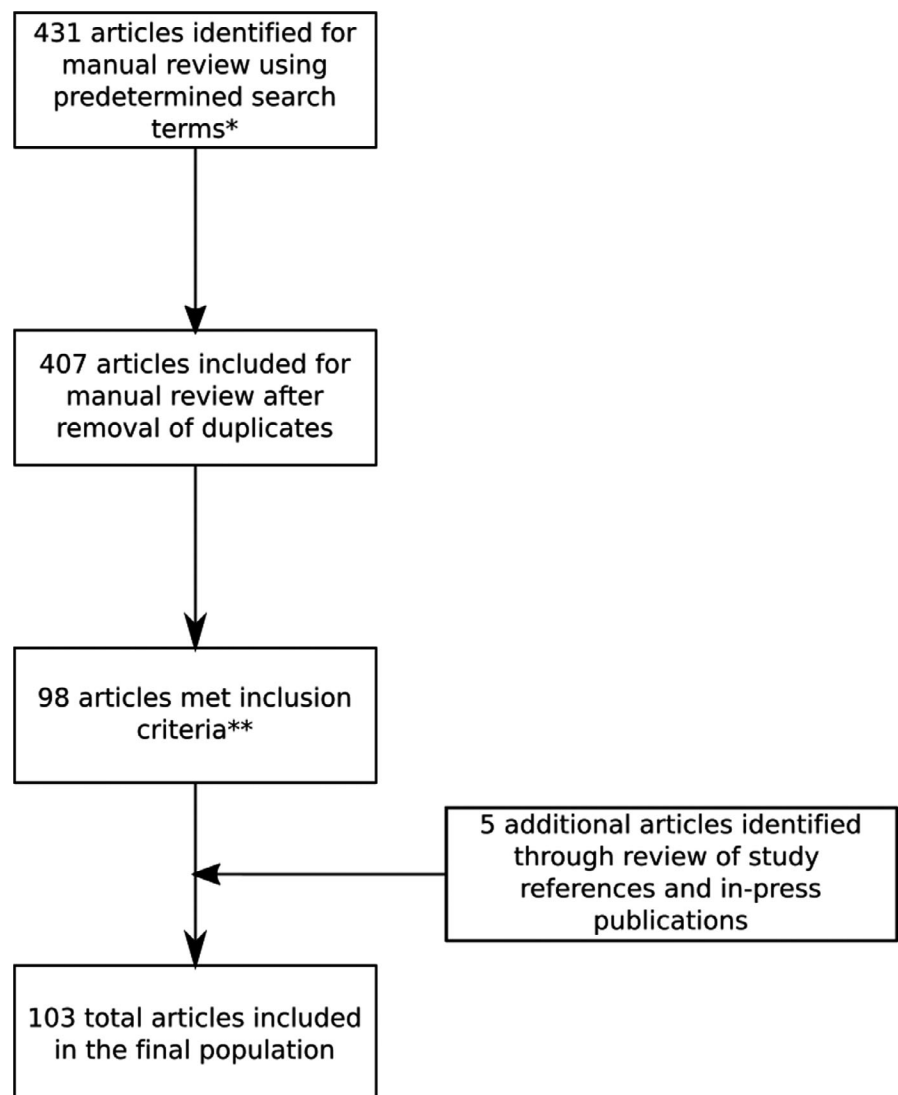 431 articles identified for
manual review using
predetermined search
terms*
407 articles included for
manual review after
removal of duplicates
98 articles met inclusion
criteria**
5 additional articles identified
through review of study
references and in-press
publications
103 total articles included
in the final population